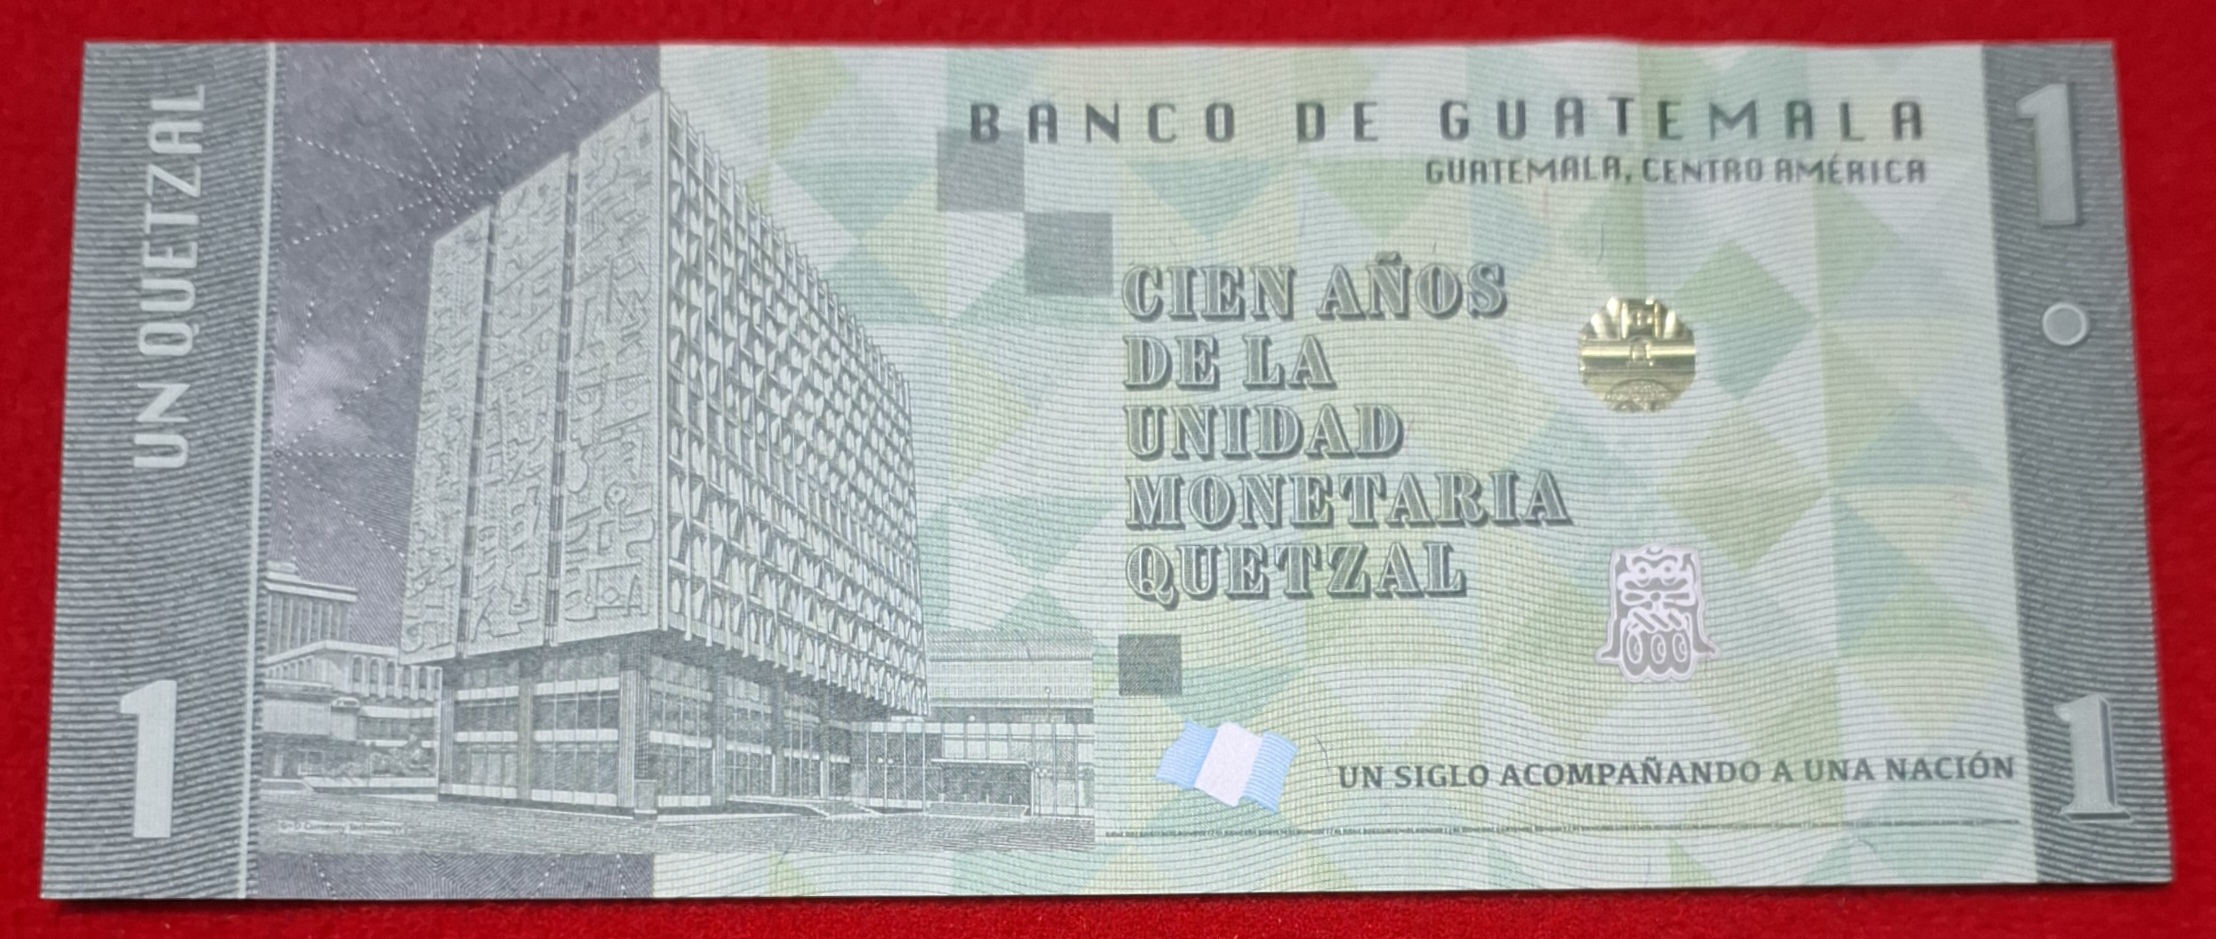 UN QUETZAL
1
BANCO DE GUATEMALA
GUATEMALA, CENTRO AMÉRICA
1
CIEN AÑOS
DE LA
UNIDAD
MONETARIA
QUETZAL
UN SIGLO ACOMPAÑANDO A UNA NACIÓN
1